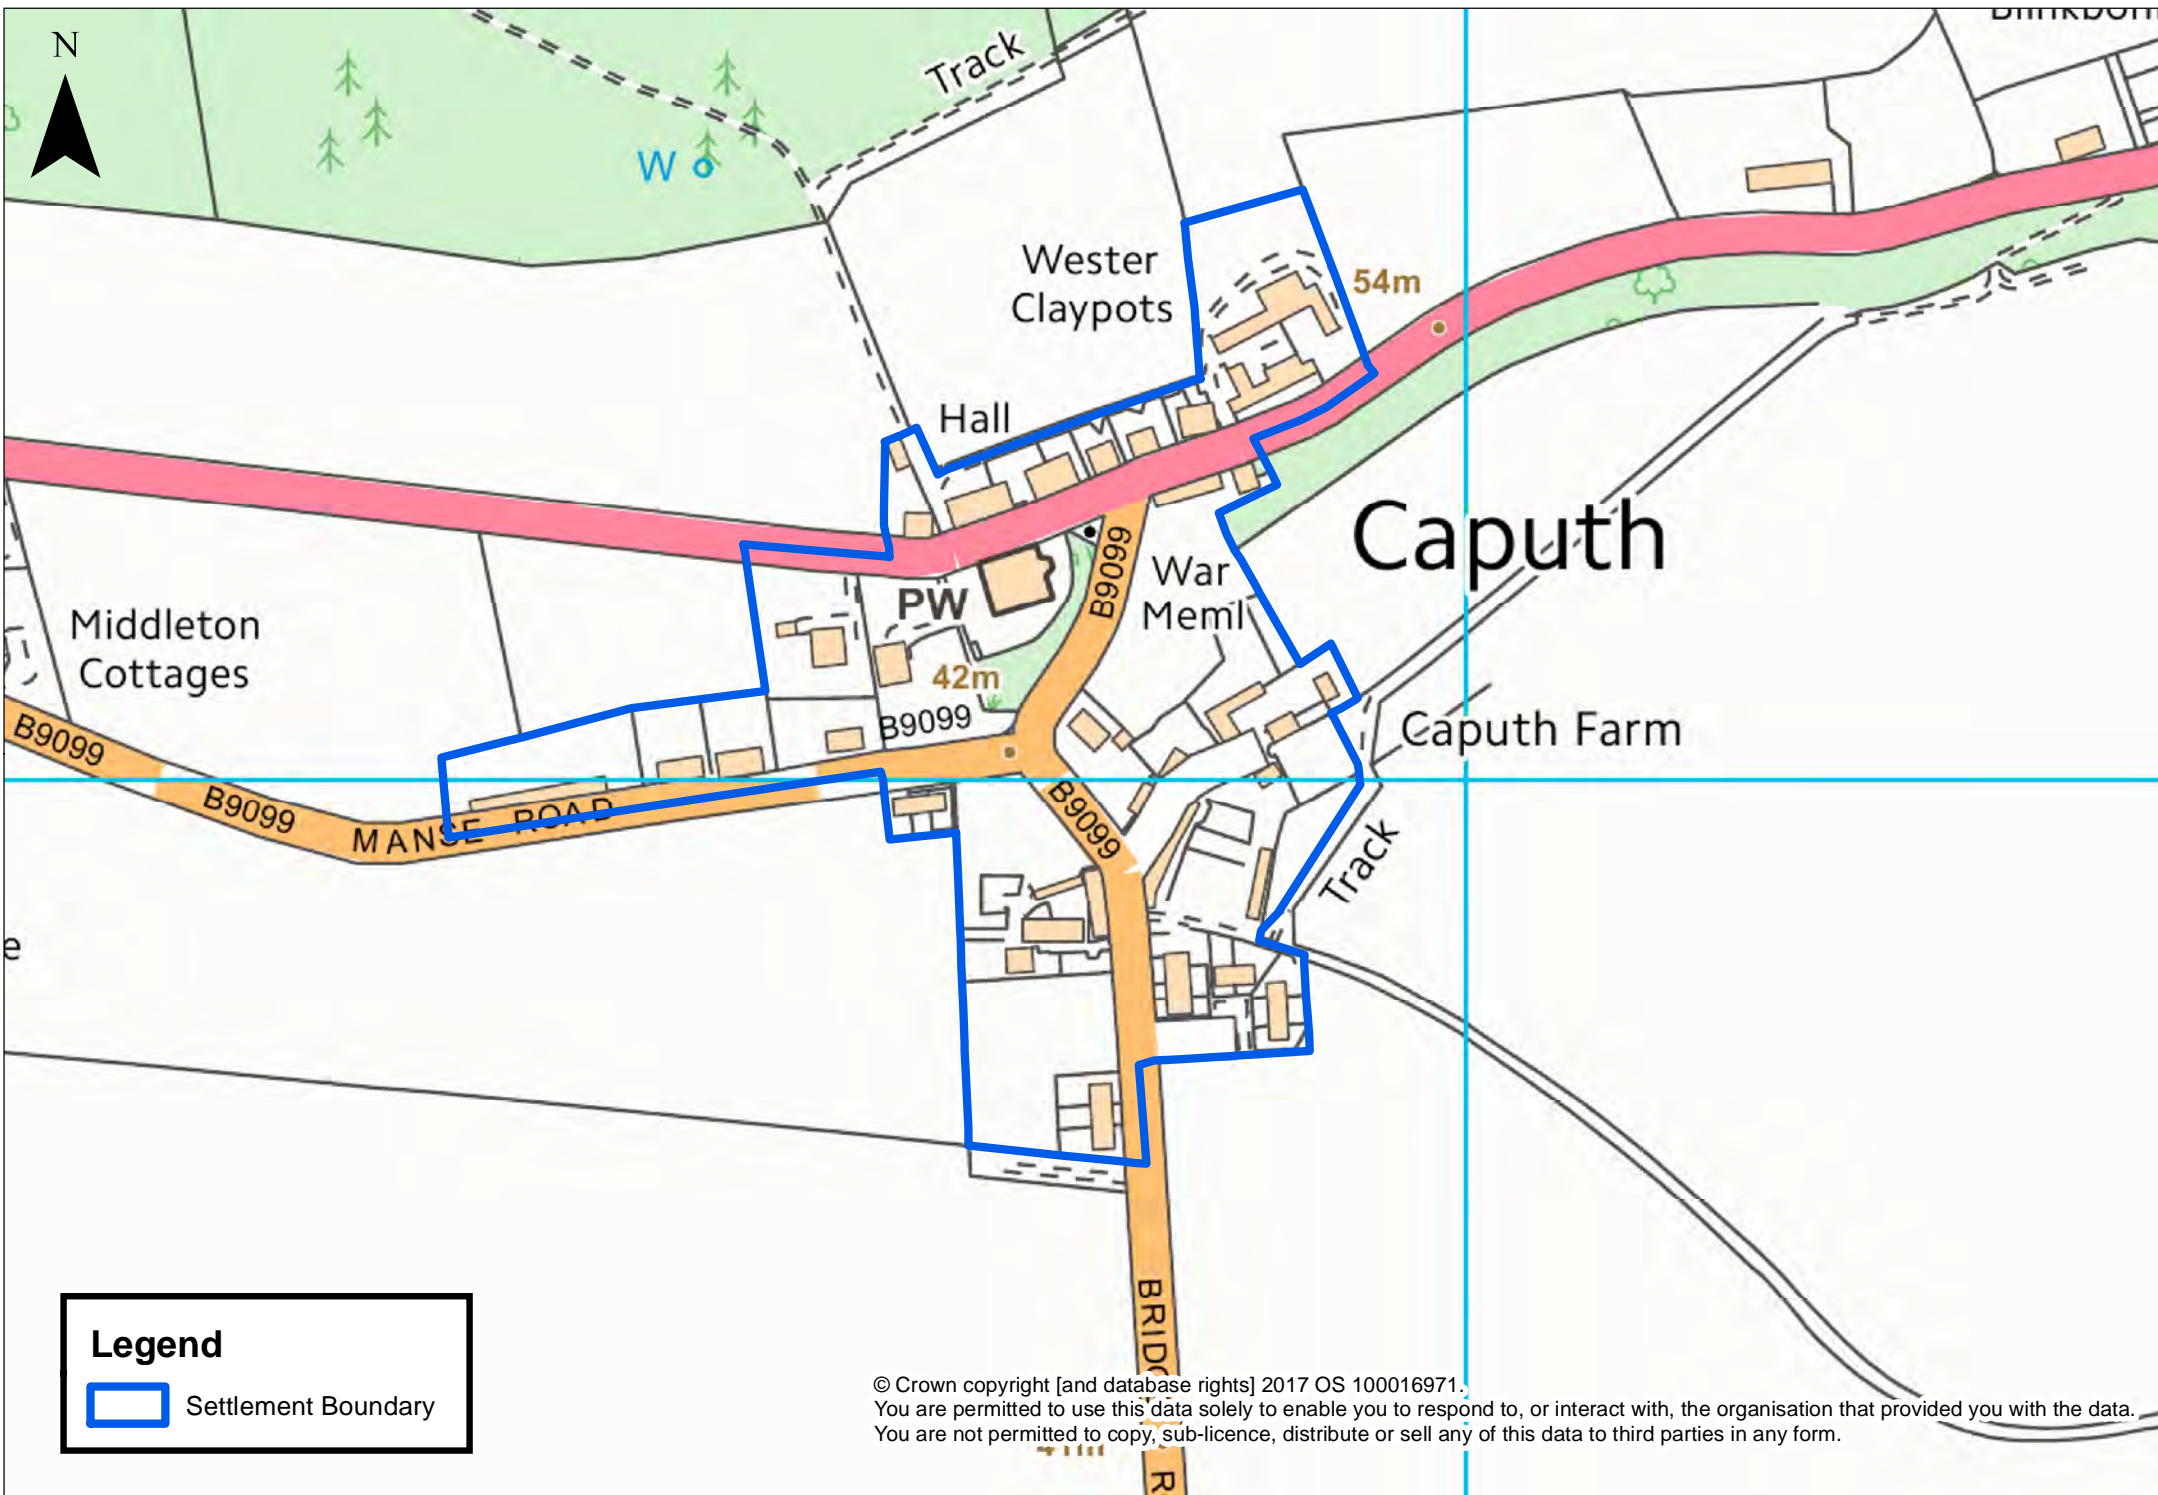 N
Track
W
Wester
Claypots
54m
Hall
Caputh
War
Meml
B9099
PW
Middleton
Cottages
42m
B9099
Caputh Farm
B9099
B9099
MANSE ROAD
B9099
Track
e
Legend
Settlement Boundary
© Crown copyright [and database rights] 2017 OS 100016971.
You are permitted to use this data solely to enable you to respond to, or interact with, the organisation that provided you with the data.
You are not permitted to copy, sub-licence, distribute or sell any of this data to third parties in any form.
R